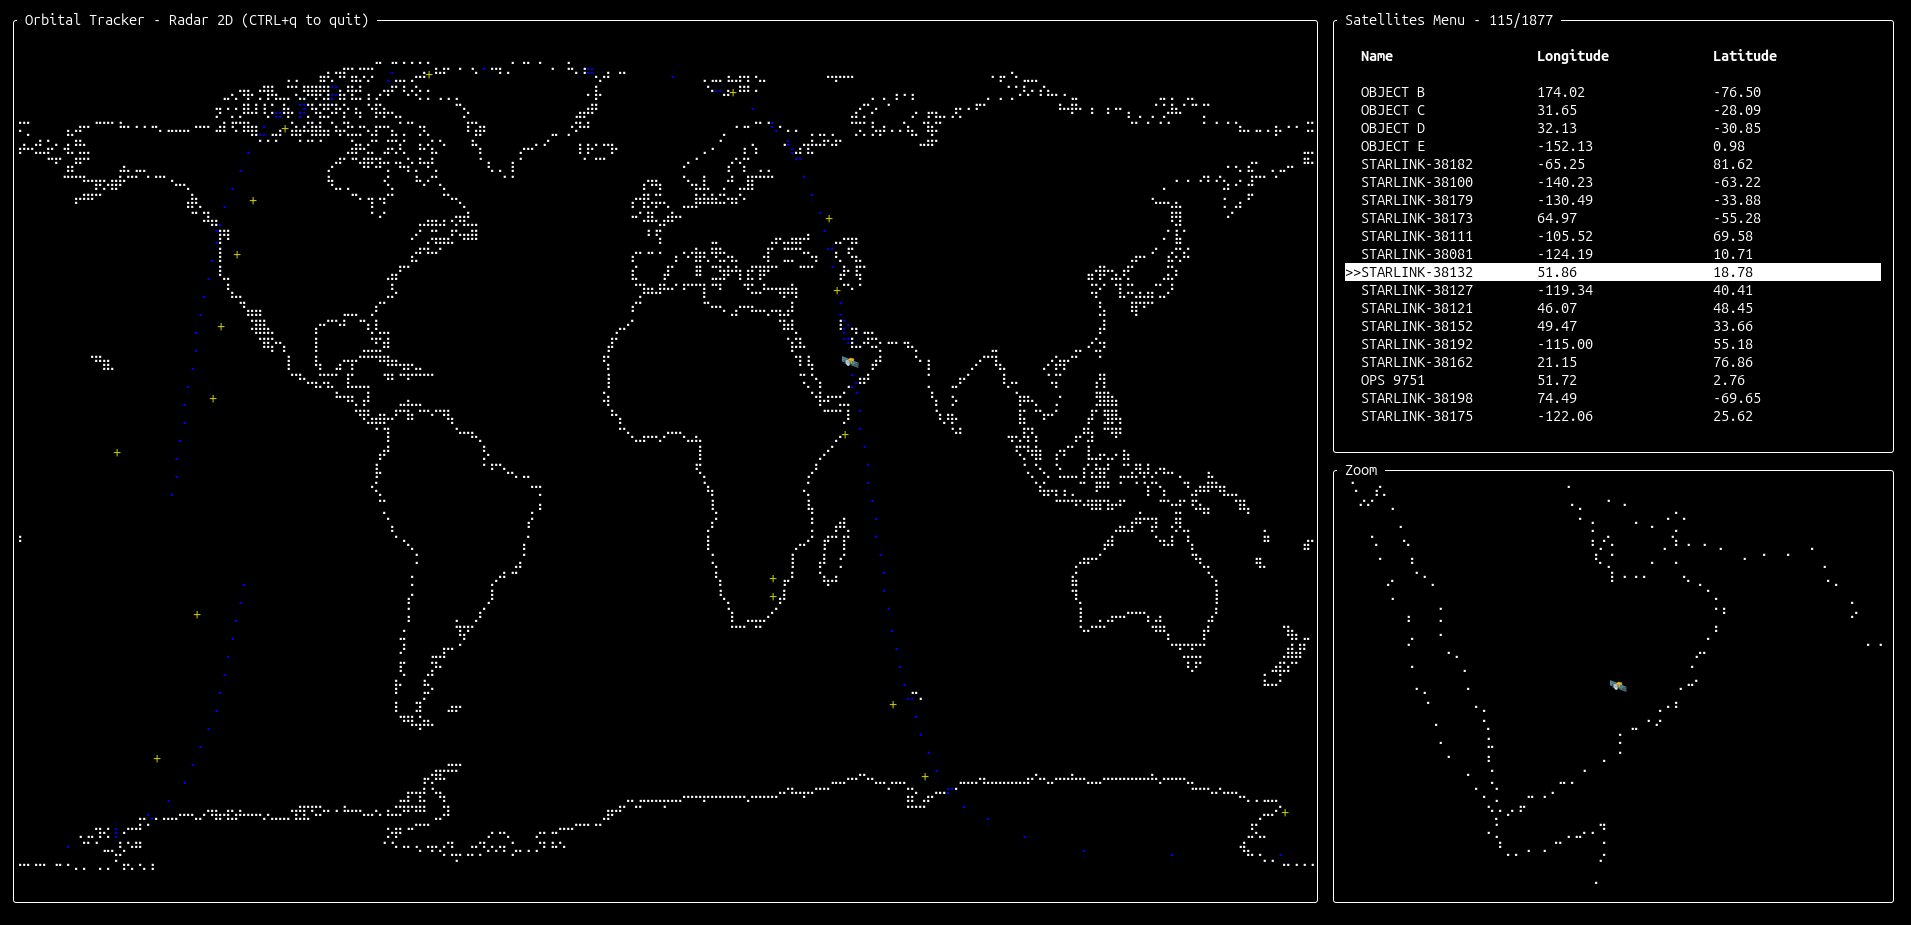 Orbital Tracker - Radar 2D (CTRL+q to quit)
Satellites Menu - 115/1877
Name Longitude Latitude
OBJECT B 174.02 -76.50
OBJECT C 31.65 -28.09
OBJECT D 32.13 -30.85
OBJECT E -152.13 0.98
STARLINK-38182 -65.25 81.62
STARLINK-38100 -140.23 -63.22
STARLINK-38179 -130.49 -33.88
STARLINK-38173 64.97 -55.28
STARLINK-38111 -105.52 69.58
STARLINK-38081 -124.19 10.71
>>STARLINK-38132 51.86 18.78
STARLINK-38127 -119.34 40.41
STARLINK-38121 46.07 48.45
STARLINK-38152 49.47 33.66
STARLINK-38192 -115.00 55.18
STARLINK-38162 21.15 76.86
OPS 9751 51.72 2.76
STARLINK-38198 74.49 -69.65
STARLINK-38175 -122.06 25.62
Zoom